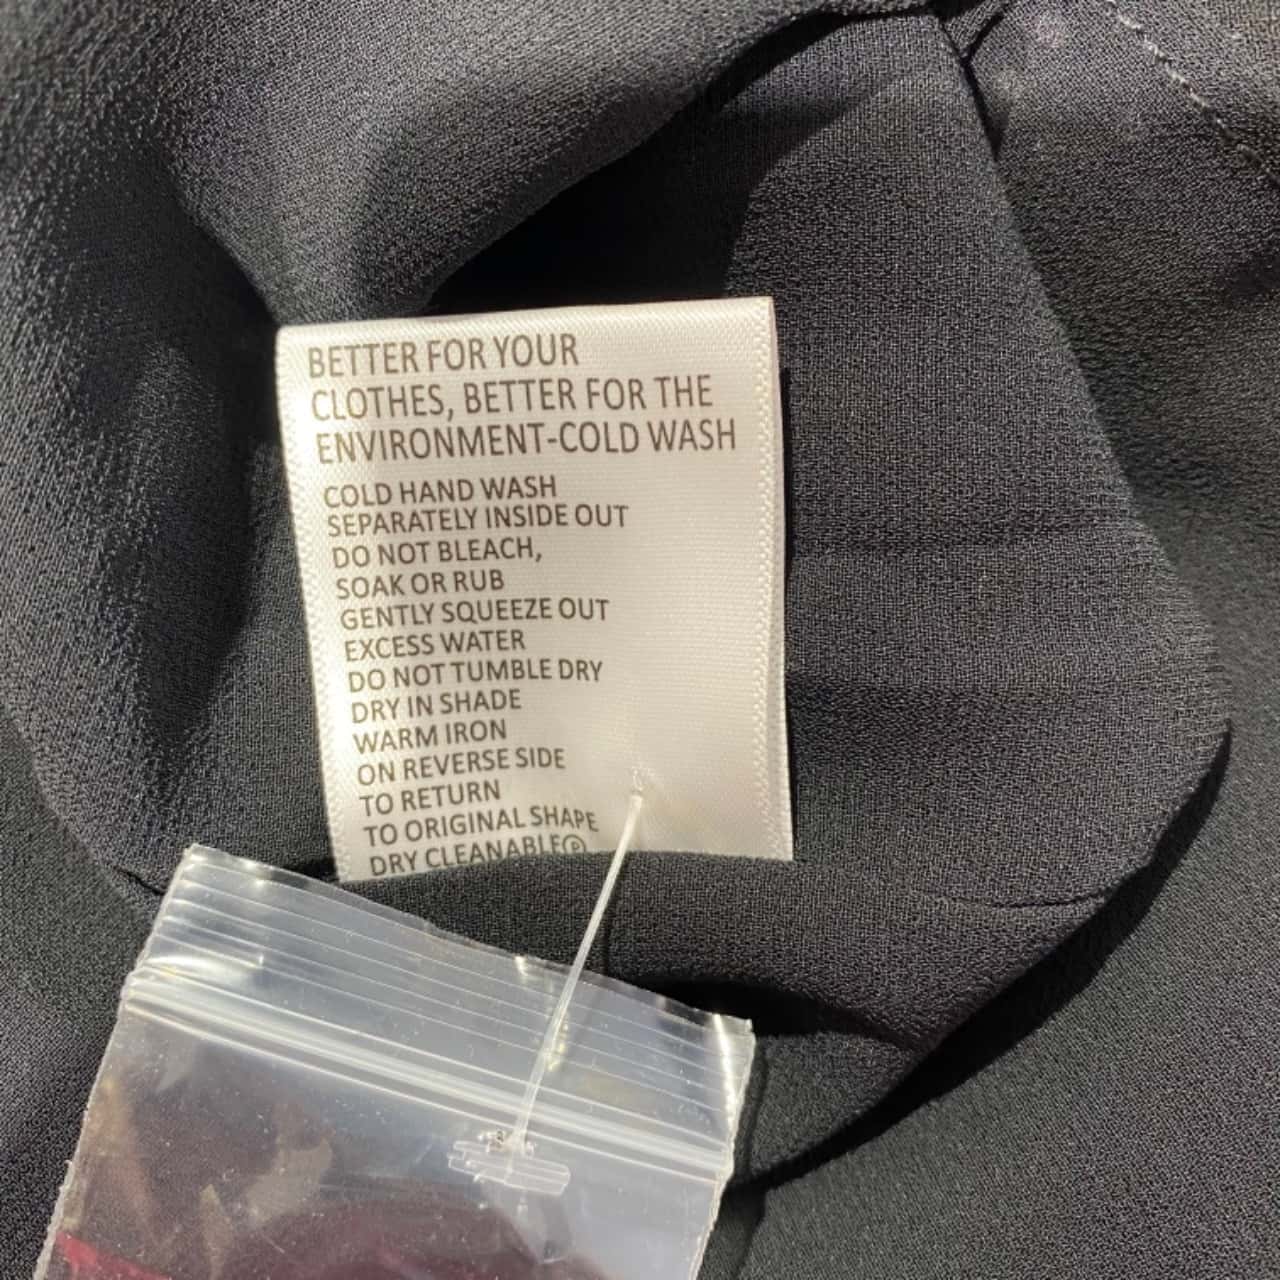 BETTER FOR YOUR
CLOTHES, BETTER FOR THE
ENVIRONMENT-COLD WASH
COLD HAND WASH
SEPARATELY INSIDE OUT
DO NOT BLEACH,
SOAK OR RUB
GENTLY SQUEEZE OUT
EXCESS WATER
DO NOT TUMBLE DRY
DRY IN SHADE
WARM IRON
ON REVERSE SIDE
TO RETURN
TO ORIGINAL SHAPE
DRY CLEANABLEⓅ